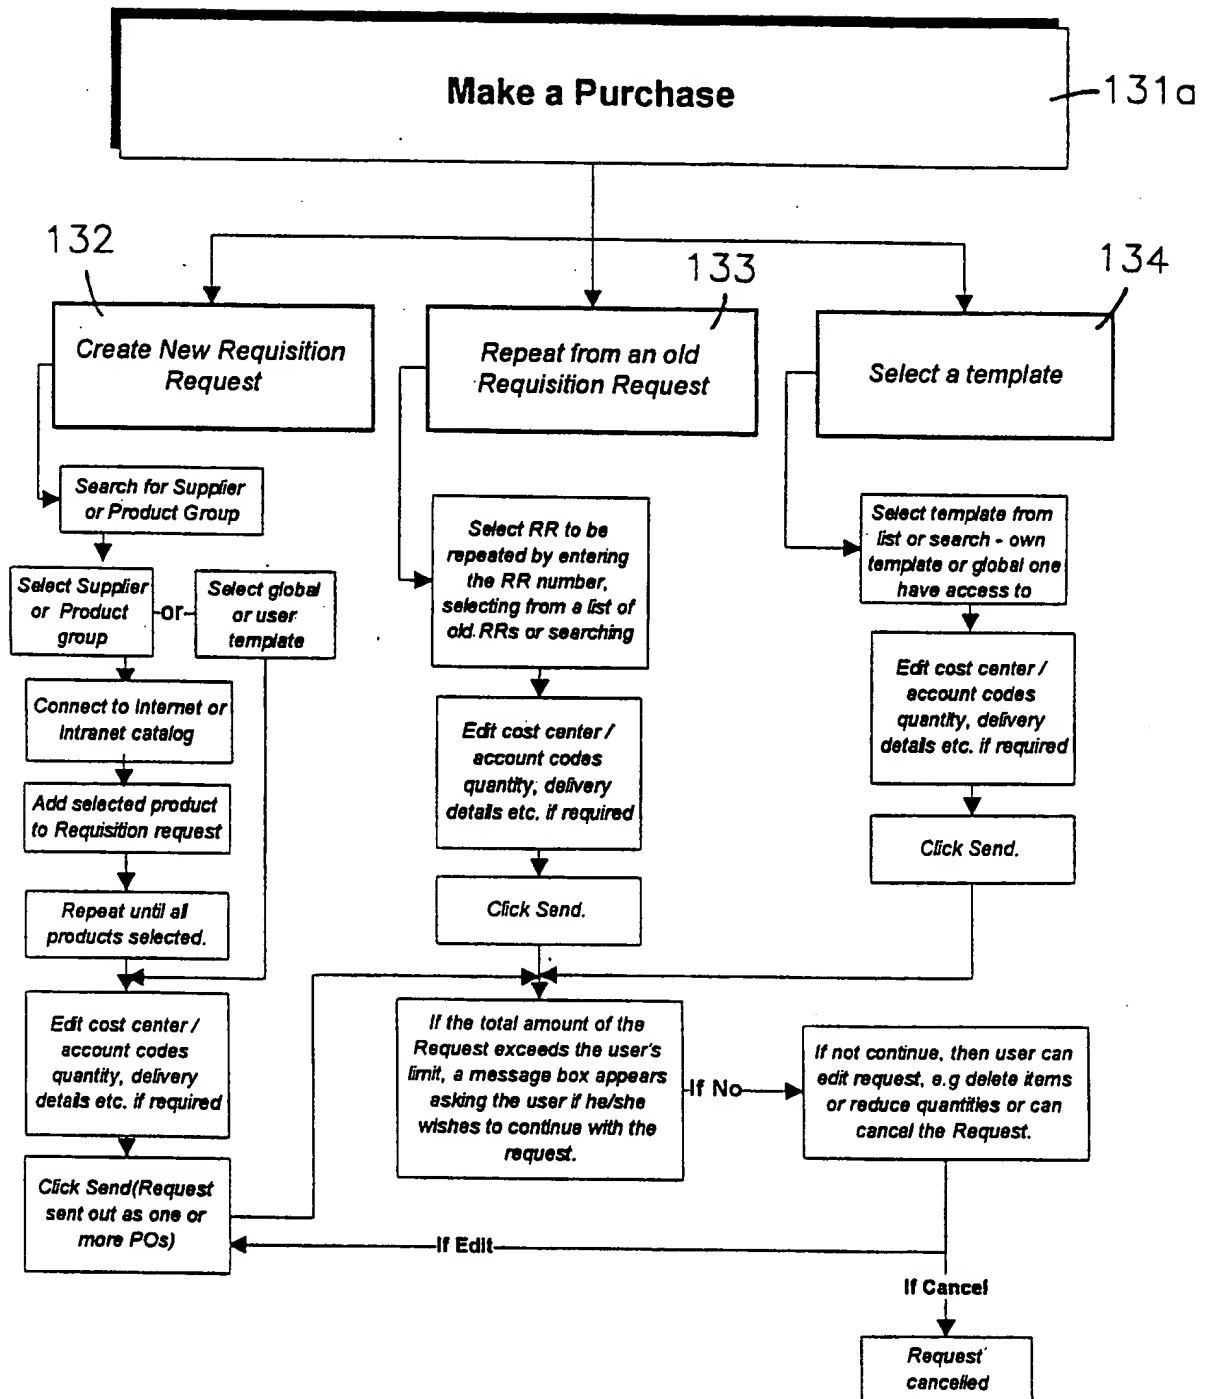 Make a Purchase
131a
132
133
134
Create New Requisition
Request
Repeat from an old
Requisition Request
Select a template
Search for Supplier
or Product Group
Select Supplier
or Product
group
-or-
Select global
or user
template
Connect to Internet or
Intranet catalog
Add selected product
to Requisition request
Repeat until all
products selected.
Edit cost center /
account codes
quantity, delivery
details etc. if required
Click Send(Request
sent out as one or
more POs)
Select RR to be
repeated by entering
the RR number,
selecting from a list of
old RRs or searching
Edit cost center /
account codes
quantity, delivery
details etc. if required
Click Send.
If the total amount of the
Request exceeds the user's
limit, a message box appears
asking the user if he/she
wishes to continue with the
request.
Select template from
list or search - own
template or global one
have access to
Edit cost center /
account codes
quantity, delivery
details etc. if required
Click Send.
If No
If not continue, then user can
edit request, e.g delete items
or reduce quantities or can
cancel the Request.
If Edit
If Cancel
Request
cancelled